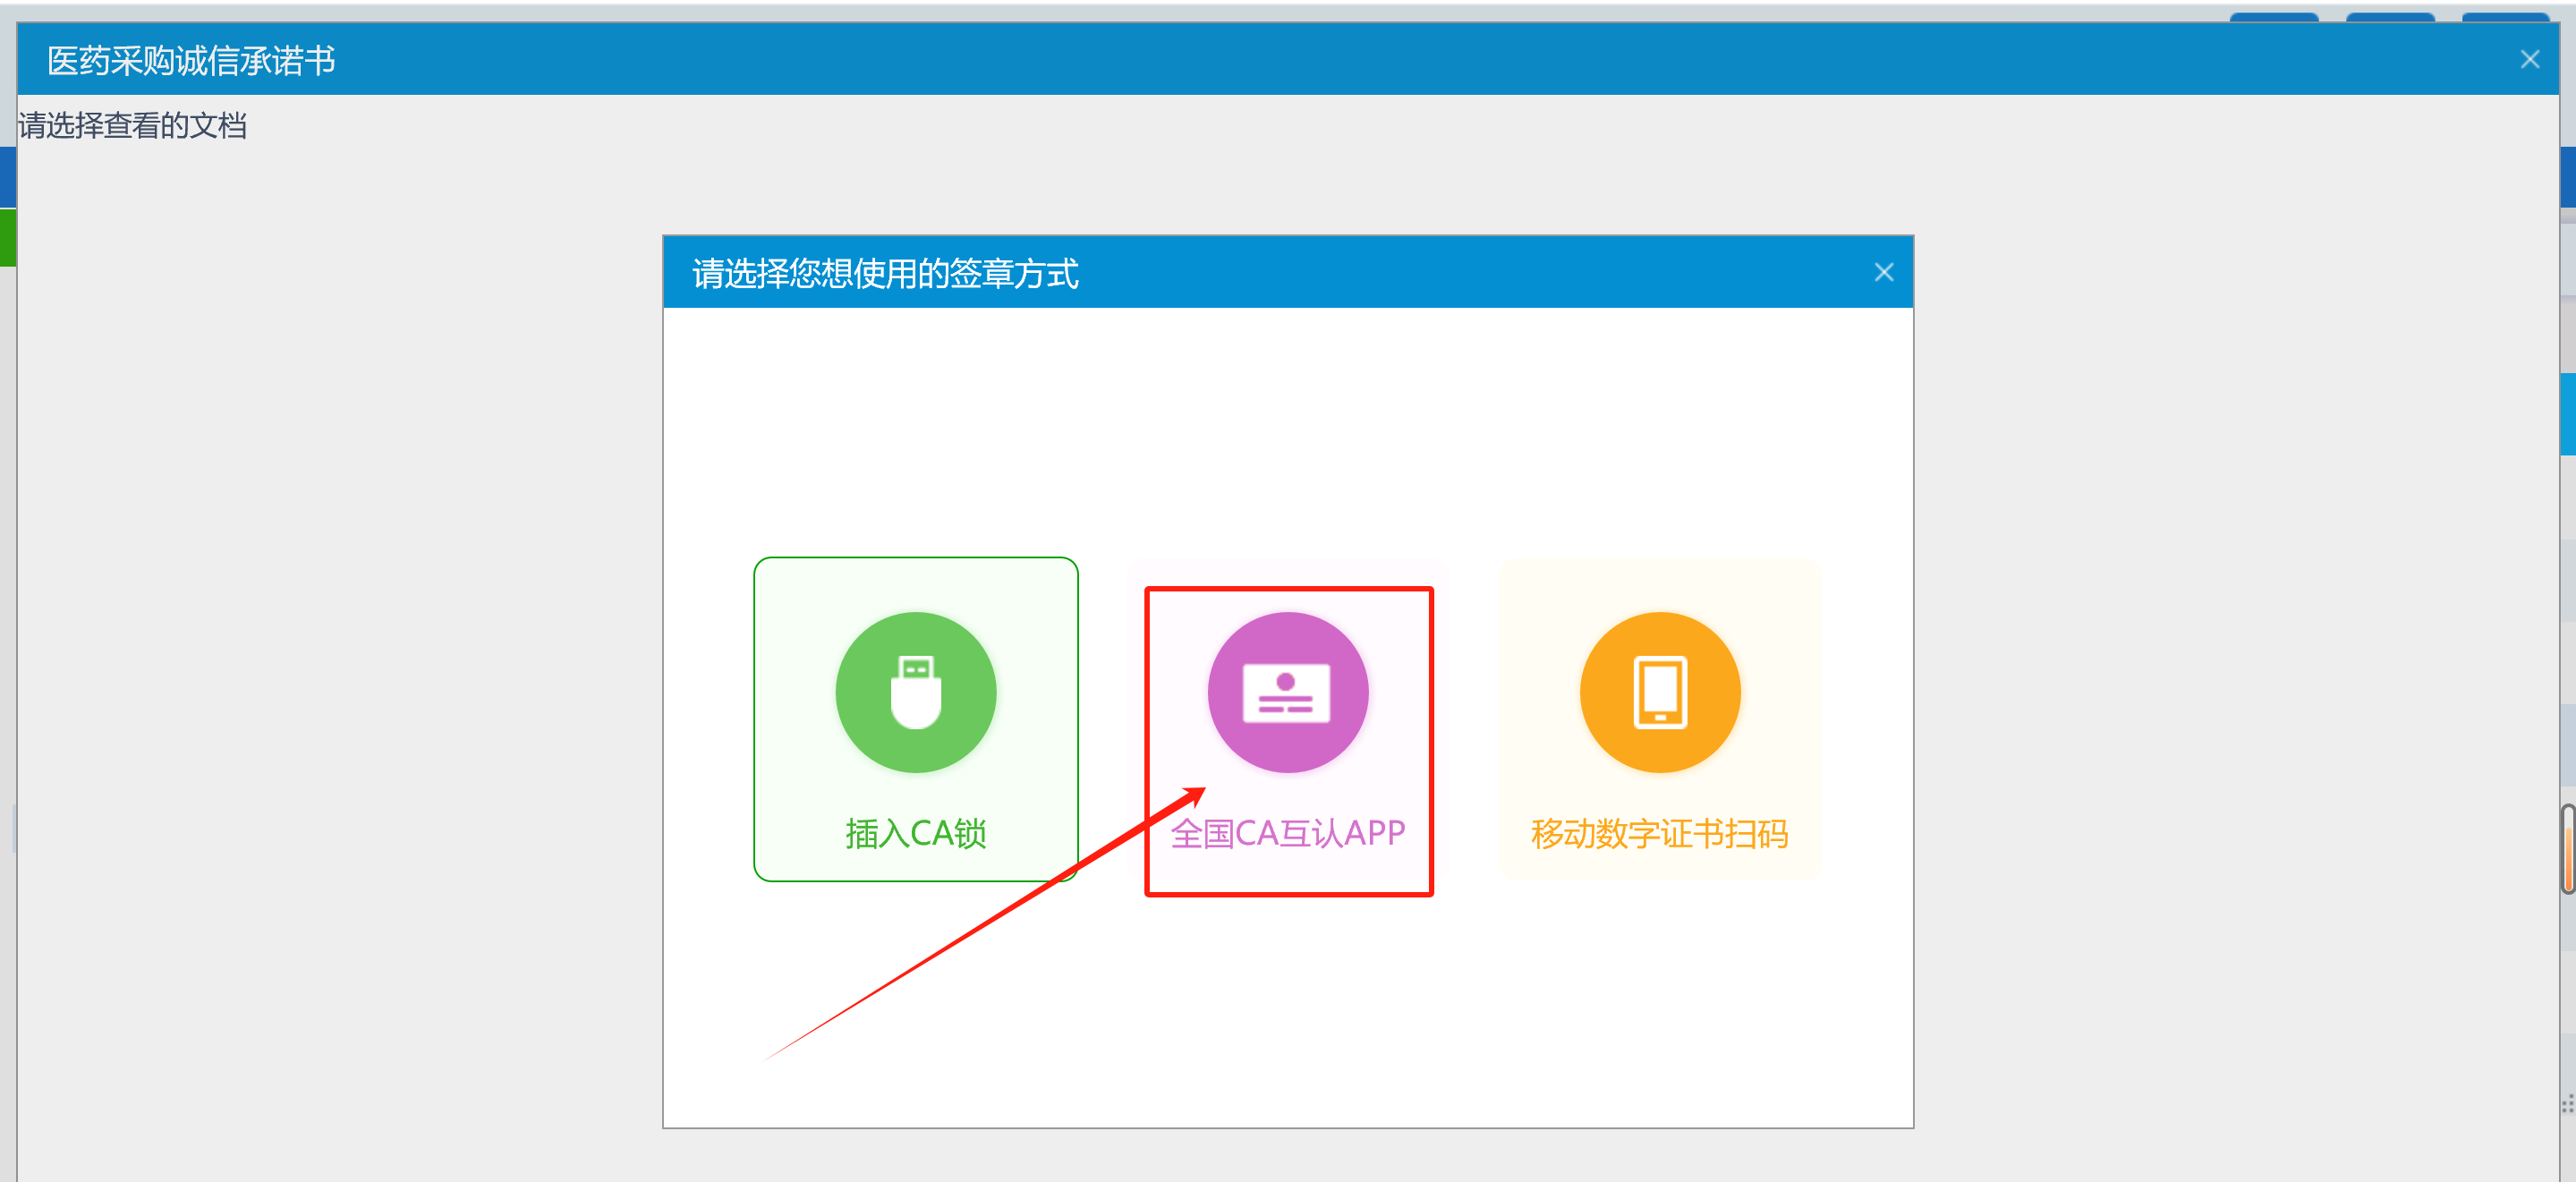 医药采购诚信承诺书
请选择查看的文档
请选择您想使用的签章方式
插入CA锁
全国CA互认APP
移动数字证书扫码